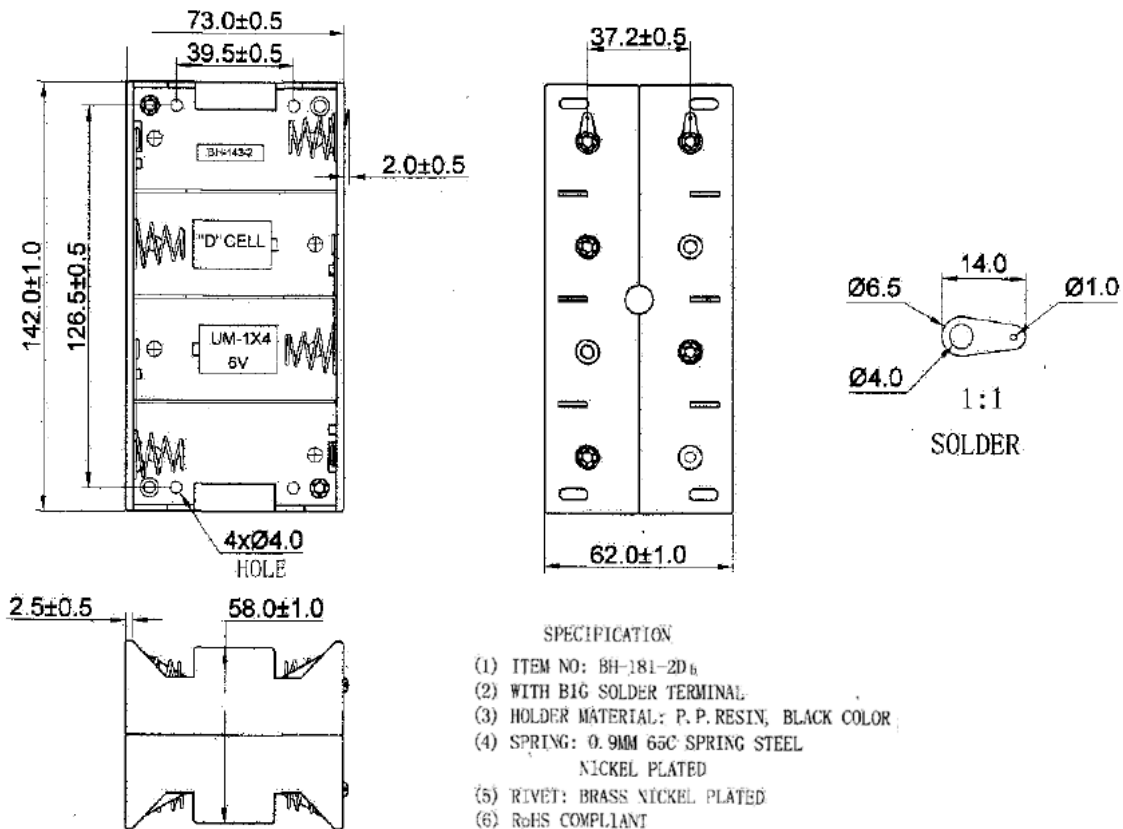 73.0±0.5
39.5±0.5
142.0±1.0
126.5±0.5
BH-143-2
2.0±0.5
"D" CELL
UM-1X4
6V
4xØ4.0
HOLE
37.2±0.5
62.0±1.0
14.0
Ø6.5
Ø1.0
Ø4.0
1:1
SOLDER
2.5±0.5
58.0±1.0
SPECIFICATION
(1) ITEM NO: BH-181-2D
(2) WITH BIG SOLDER TERMINAL
(3) HOLDER MATERIAL: P.P.RESIN, BLACK COLOR
(4) SPRING: 0.9MM 65C SPRING STEEL
NICKEL PLATED
(5) RIVET: BRASS NICKEL PLATED
(6) RoHS COMPLIANT